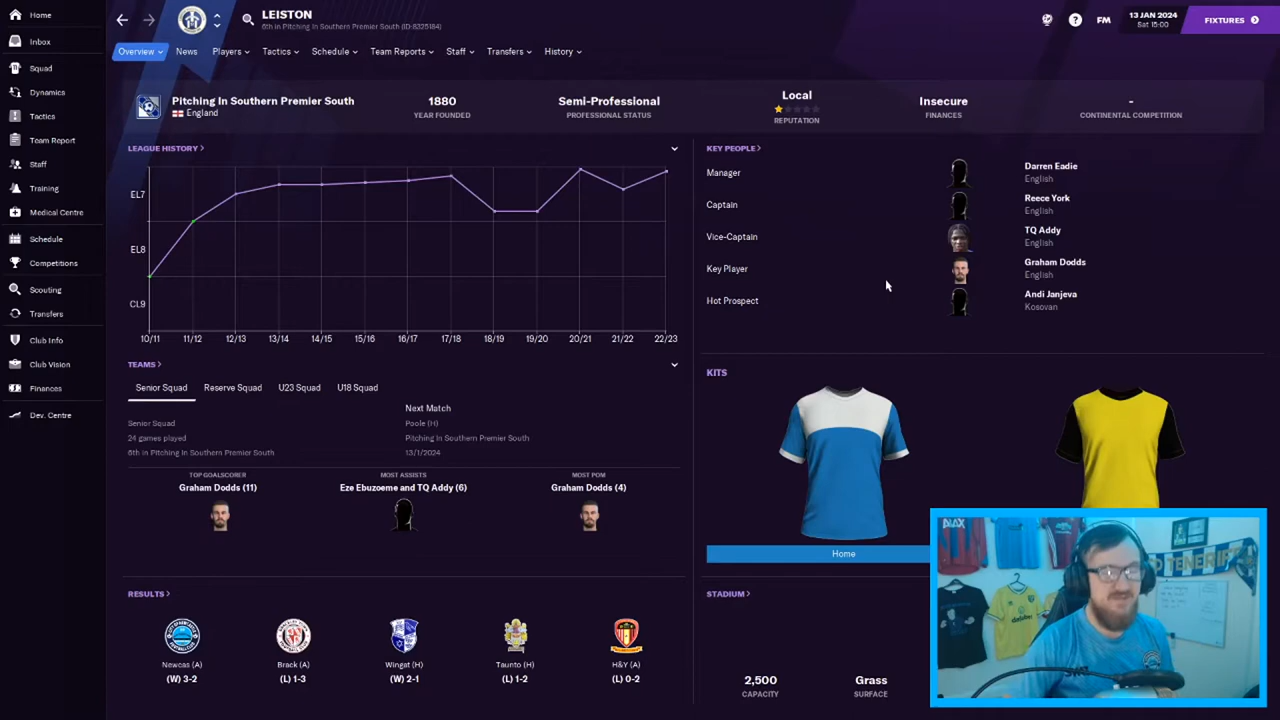 Home
LEISTON
6th in Pitching In Southern Premier South (ID:8325184)
FM
13 JAN 2024
Sat 15:00
FIXTURES
Inbox
Overview
News
Players
Tactics
Schedule
Team Reports
Staff
Transfers
History
Squad
Dynamics
Tactics
Team Report
Staff
Training
Medical Centre
Schedule
Competitions
Scouting
Transfers
Club Info
Club Vision
Finances
Dev. Centre
Pitching In Southern Premier South
England
1880
YEAR FOUNDED
Semi-Professional
PROFESSIONAL STATUS
Local
REPUTATION
Insecure
FINANCES
-
CONTINENTAL COMPETITION
LEAGUE HISTORY
EL7
EL8
CL9
10/11 11/12 12/13 13/14 14/15 15/16 16/17 17/18 18/19 19/20 20/21 21/22 22/23
KEY PEOPLE
Manager
Darren Eadie
English
Captain
Reece York
English
Vice-Captain
TQ Addy
English
Key Player
Graham Dodds
English
Hot Prospect
Andi Janjeva
Kosovan
TEAMS
Senior Squad
Reserve Squad
U23 Squad
U18 Squad
Senior Squad
24 games played
6th in Pitching In Southern Premier South
Next Match
Poole (H)
Pitching In Southern Premier South
13/1/2024
TOP GOALSCORER
Graham Dodds (11)
MOST ASSISTS
Eze Ebuzoeme and TQ Addy (6)
MOST POM
Graham Dodds (4)
KITS
Home
RESULTS
Newcas (A)
(W) 3-2
Brack (A)
(L) 1-3
Wingat (H)
(W) 2-1
Taunto (H)
(L) 1-2
H&Y (A)
(L) 0-2
STADIUM
2,500
CAPACITY
Grass
SURFACE
TENERIF